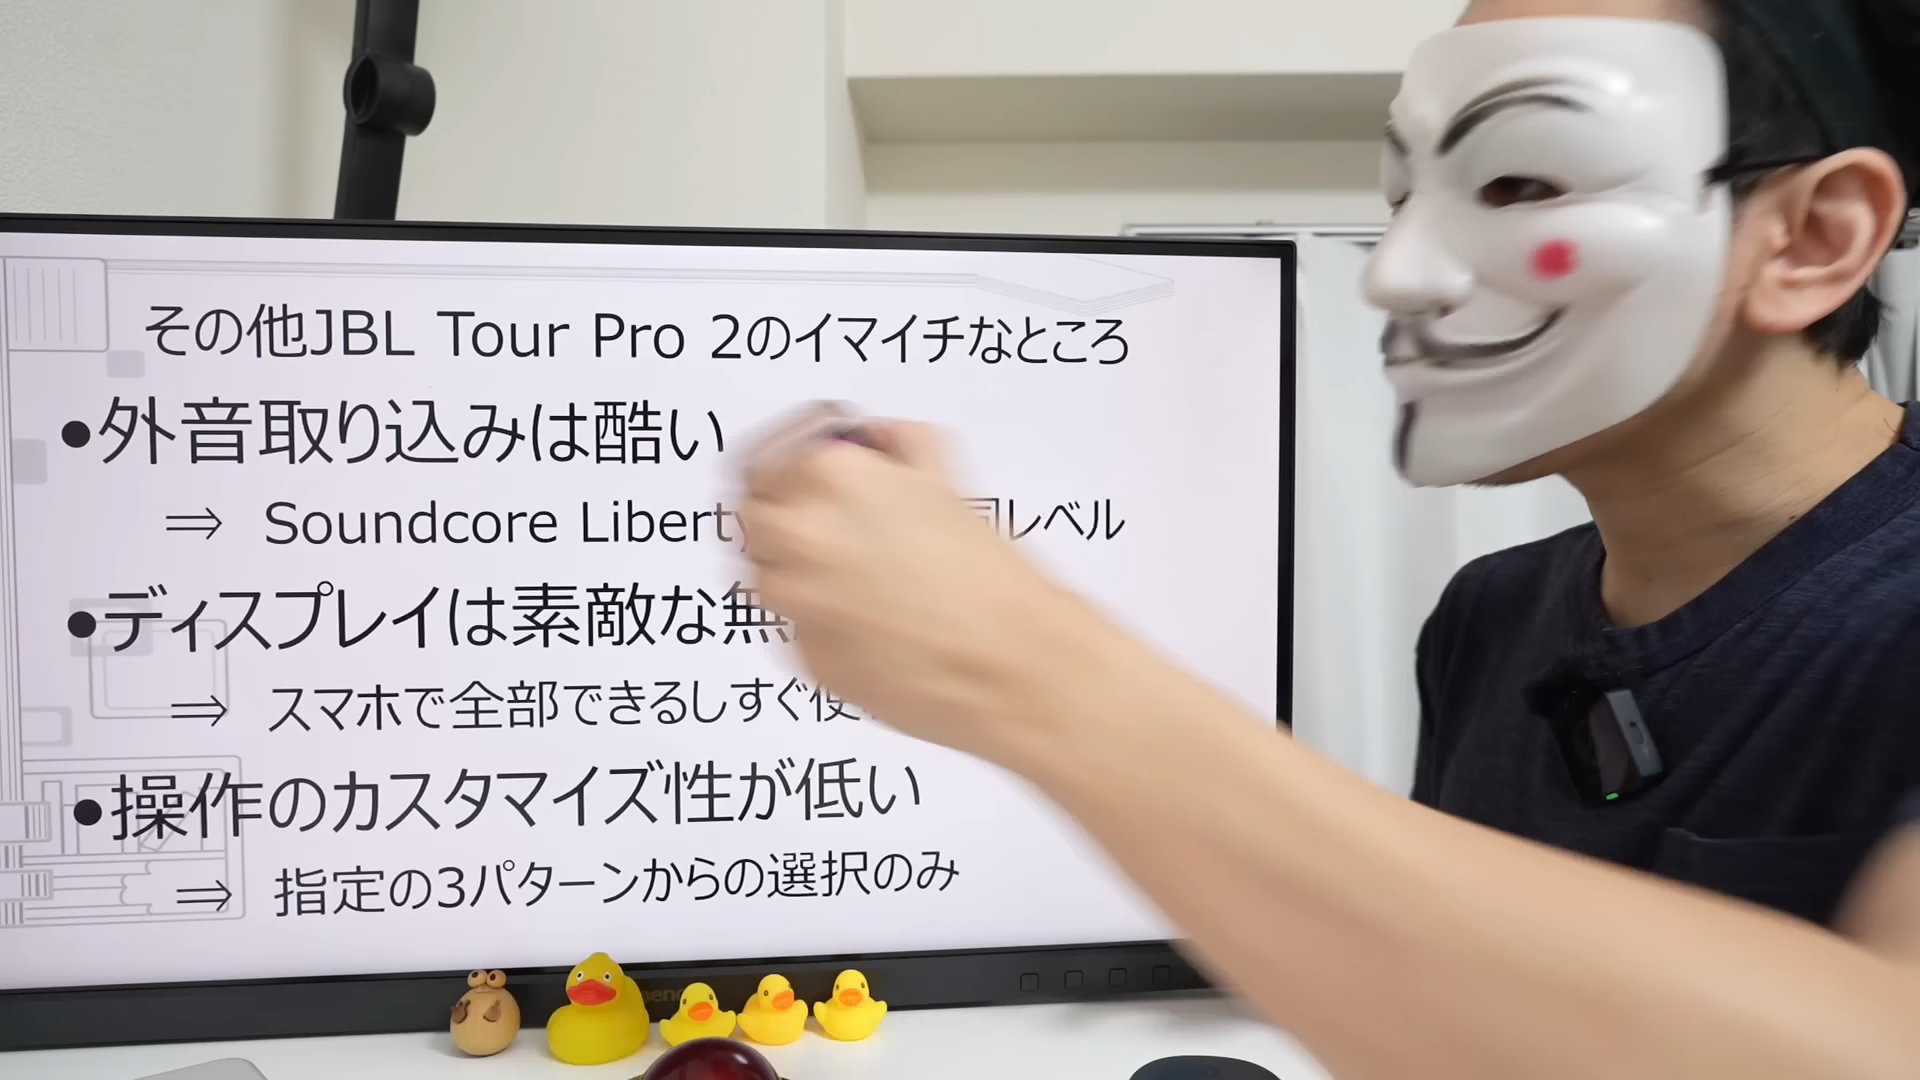 その他JBL Tour Pro 2のイマイチなところ
•外音取り込みは酷い
⇒ Soundcore Liberty 同レベル
•ディスプレイは素敵な無
⇒ スマホで全部できるしすぐ使
•操作のカスタマイズ性が低い
⇒ 指定の3パターンからの選択のみ